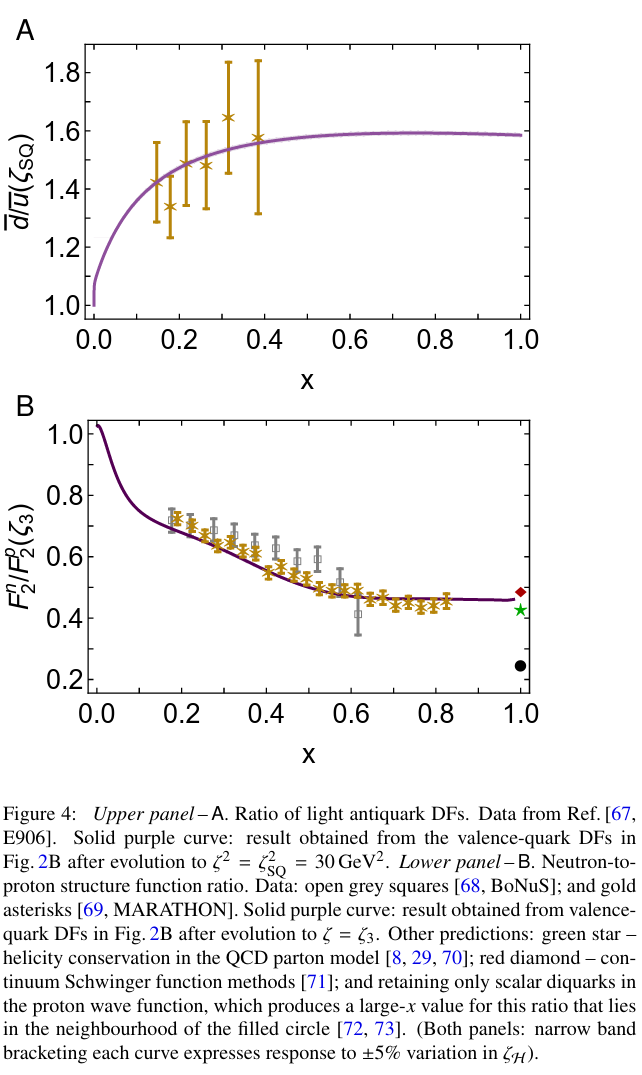 A
1.8
1.6
1.4
1.2
1.0
d̅/u̅(ζSQ)
0.0 0.2 0.4 0.6 0.8 1.0
x
B
1.0
0.8
0.6
0.4
0.2
F₂ⁿ/F₂ᵖ(ζ₃)
0.0 0.2 0.4 0.6 0.8 1.0
x
Figure 4: Upper panel – A. Ratio of light antiquark DFs. Data from Ref. [67,
E906]. Solid purple curve: result obtained from the valence-quark DFs in
Fig. 2B after evolution to ζ² = ζ²SQ = 30 GeV². Lower panel – B. Neutron-to-
proton structure function ratio. Data: open grey squares [68, BoNuS]; and gold
asterisks [69, MARATHON]. Solid purple curve: result obtained from valence-
quark DFs in Fig. 2B after evolution to ζ = ζ₃. Other predictions: green star –
helicity conservation in the QCD parton model [8, 29, 70]; red diamond – con-
tinuum Schwinger function methods [71]; and retaining only scalar diquarks in
the proton wave function, which produces a large-x value for this ratio that lies
in the neighbourhood of the filled circle [72, 73]. (Both panels: narrow band
bracketing each curve expresses response to ±5% variation in ζℋ).